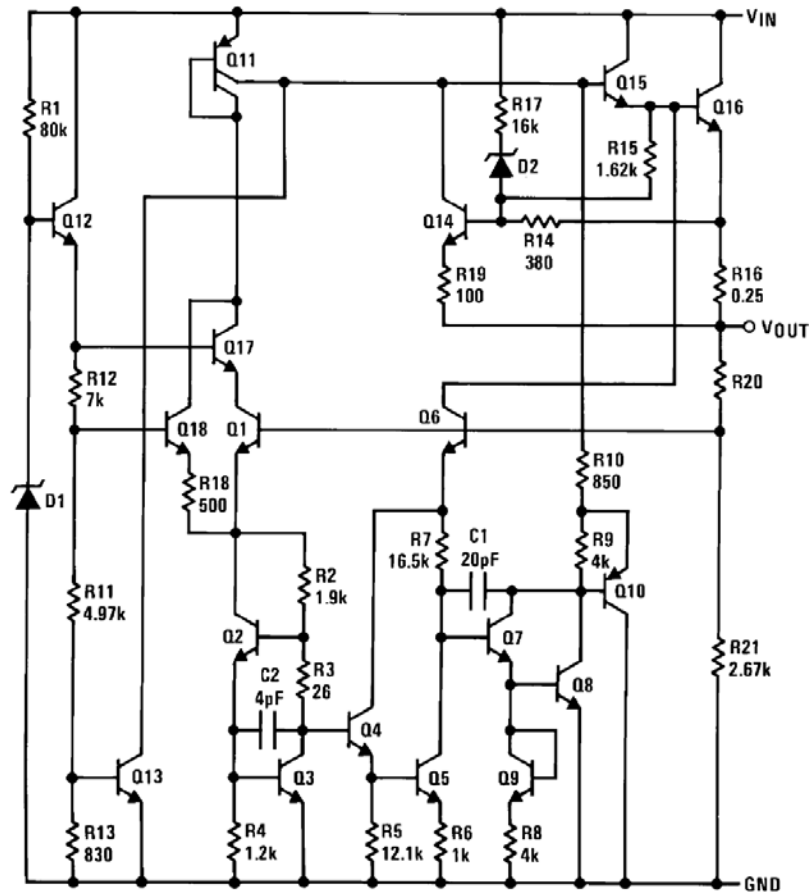 VIN
Q11
Q15
Q16
R1
80k
R17
16k
R15
1.62k
D2
Q12
Q14
R14
380
R19
100
R16
0.25
VOUT
Q17
R12
7k
R20
Q18
Q1
Q6
R18
500
R10
850
D1
R7
16.5k
C1
20pF
R9
4k
Q10
R2
1.9k
R11
4.97k
Q2
Q7
R3
26
C2
4pF
Q8
R21
2.67k
Q4
Q13
Q3
Q5
Q9
R13
830
R4
1.2k
R5
12.1k
R6
1k
R8
4k
GND